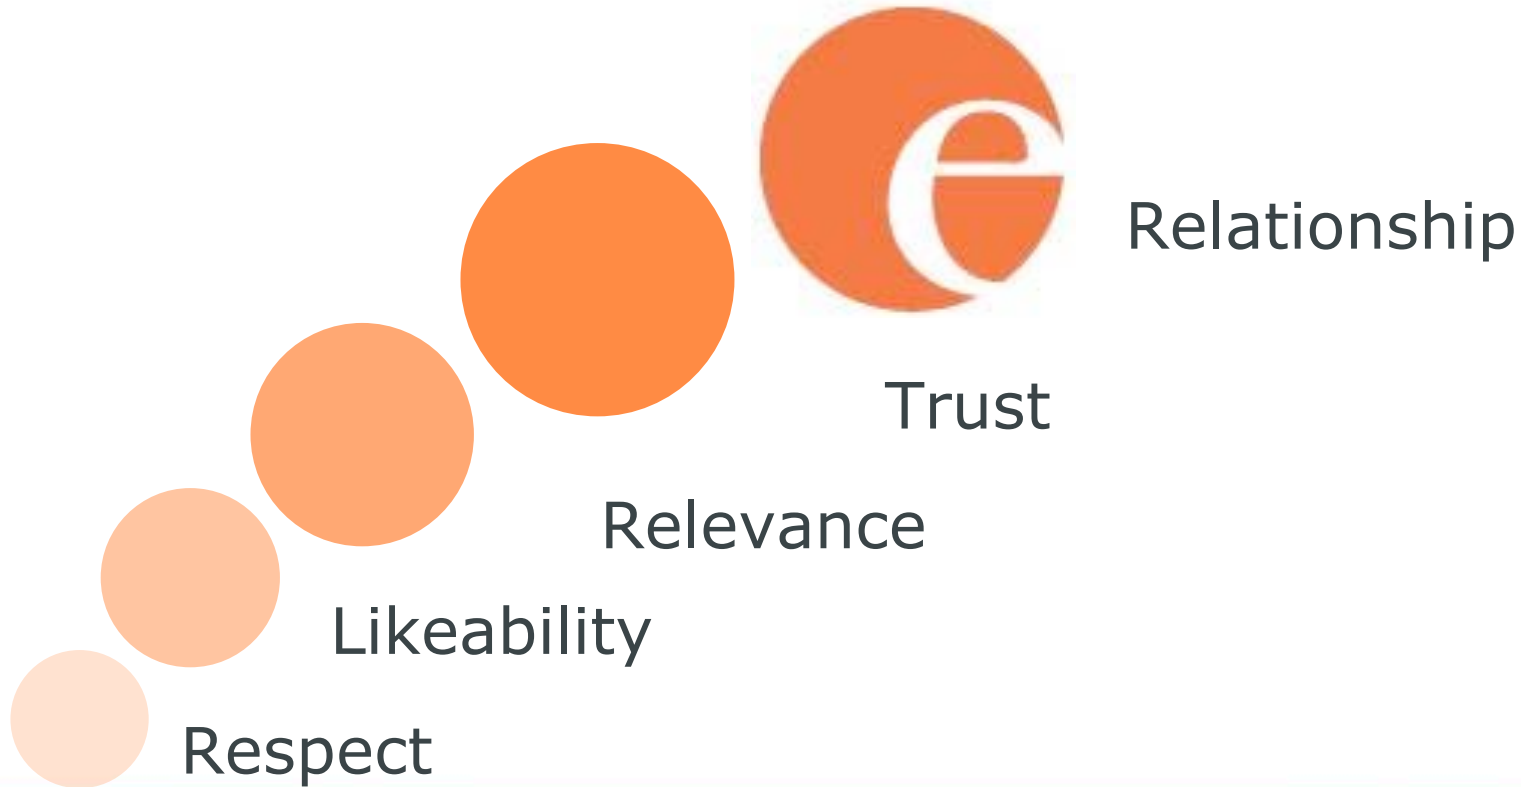 e
Relationship
Trust
Relevance
Likeability
Respect